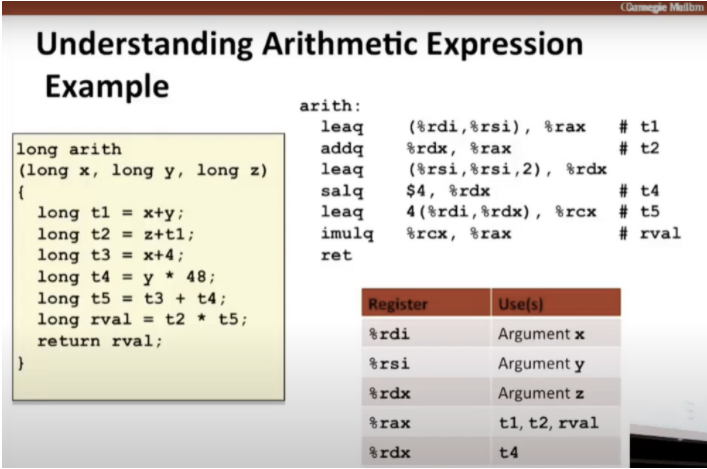 Carnegie Mellon
Understanding Arithmetic Expression
Example
long arith
(long x, long y, long z)
{
  long t1 = x+y;
  long t2 = z+t1;
  long t3 = x+4;
  long t4 = y * 48;
  long t5 = t3 + t4;
  long rval = t2 * t5;
  return rval;
}
arith:
  leaq    (%rdi,%rsi), %rax    # t1
  addq    %rdx, %rax    # t2
  leaq    (%rsi,%rsi,2), %rdx
  salq    $4, %rdx    # t4
  leaq    4(%rdi,%rdx), %rcx    # t5
  imulq   %rcx, %rax    # rval
  ret
Register    Use(s)
%rdi    Argument x
%rsi    Argument y
%rdx    Argument z
%rax    t1, t2, rval
%rdx    t4